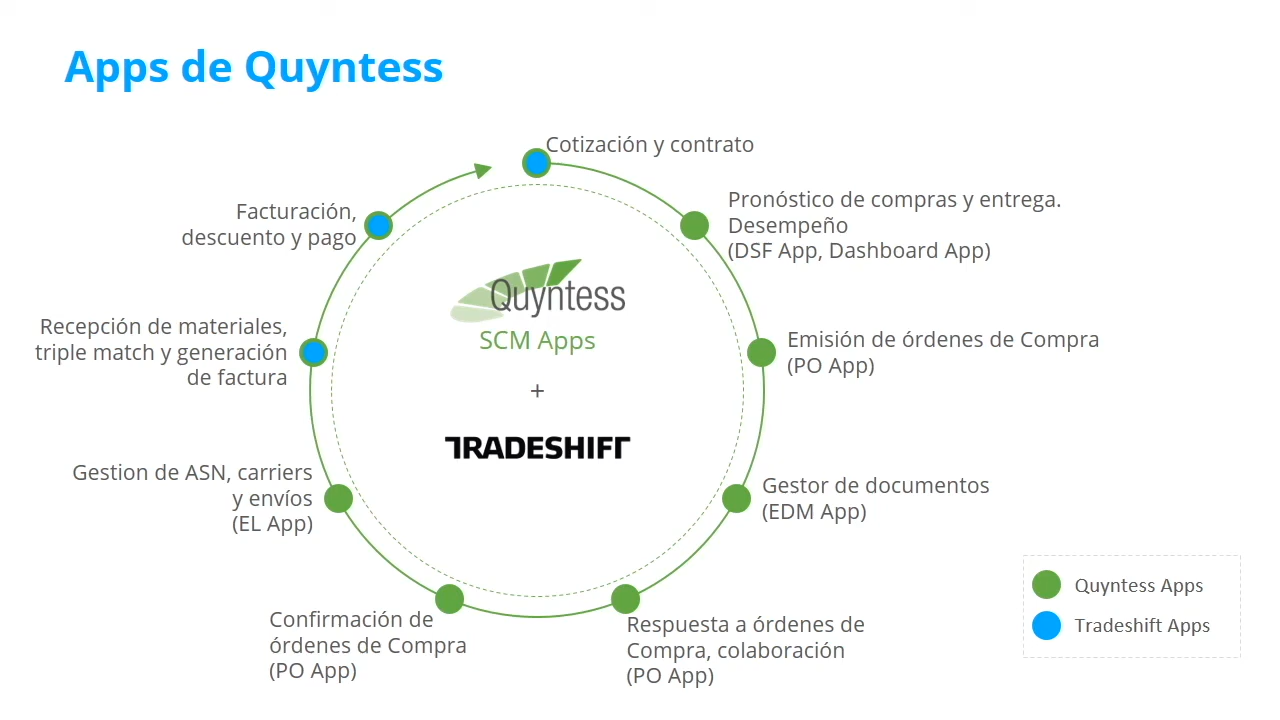 Apps de Quyntess
Cotización y contrato
Pronóstico de compras y entrega.
Desempeño
(DSF App, Dashboard App)
Emisión de órdenes de Compra
(PO App)
Gestor de documentos
(EDM App)
Respuesta a órdenes de
Compra, colaboración
(PO App)
Confirmación de
órdenes de Compra
(PO App)
Gestion de ASN, carriers
y envíos
(EL App)
Recepción de materiales,
triple match y generación
de factura
Facturación,
descuento y pago
Quyntess
SCM Apps
+
TRADESHIFT
Quyntess Apps
Tradeshift Apps